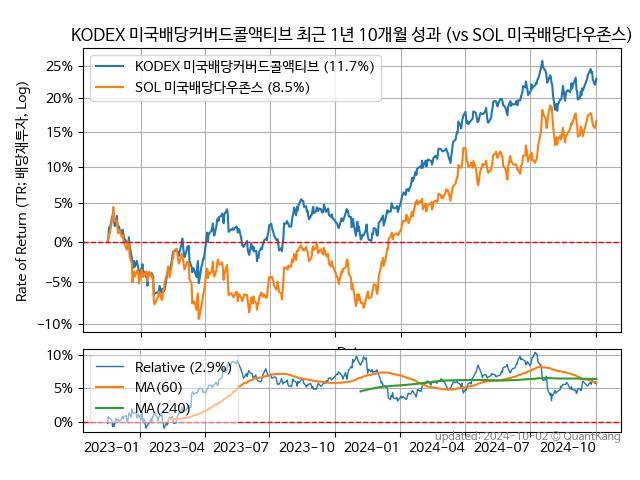 KODEX 미국배당커버드콜액티브 최근 1년 10개월 성과 (vs SOL 미국배당다우존스)
Rate of Return (TR: 배당재투자, Log)
KODEX 미국배당커버드콜액티브 (11.7%)
SOL 미국배당다우존스 (8.5%)
25%
20%
15%
10%
5%
0%
−5%
−10%
10%
5%
0%
Relative (2.9%)
MA(60)
MA(240)
updated: 2024-10-02 © QuantKang
2023-01 2023-04 2023-07 2023-10 2024-01 2024-04 2024-07 2024-10